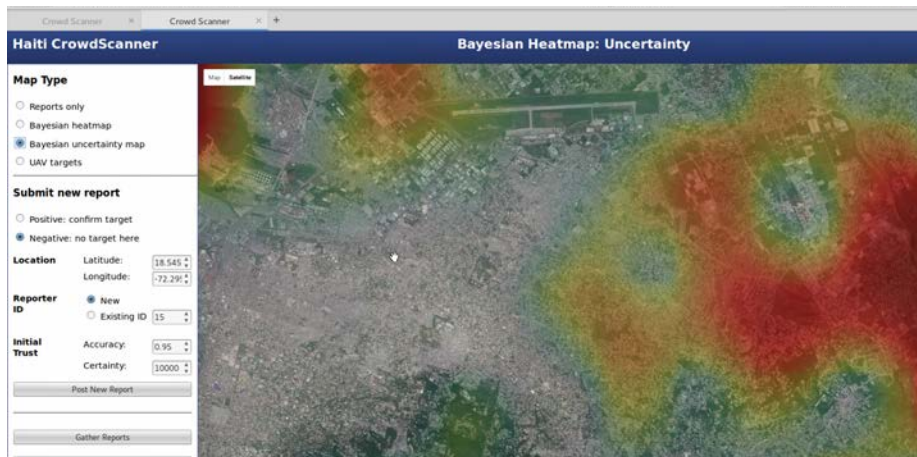 Crowd Scanner × Crowd Scanner × +
Haiti CrowdScanner Bayesian Heatmap: Uncertainty
Map Type
Reports only
Bayesian heatmap
Bayesian uncertainty map
UAV targets
Submit new report
Positive: confirm target
Negative: no target here
Location Latitude: 18.545
Longitude: -72.29
Reporter ID New
Existing ID 15
Initial Trust Accuracy: 0.95
Certainty: 10000
Post New Report
Gather Reports
Map Satellite